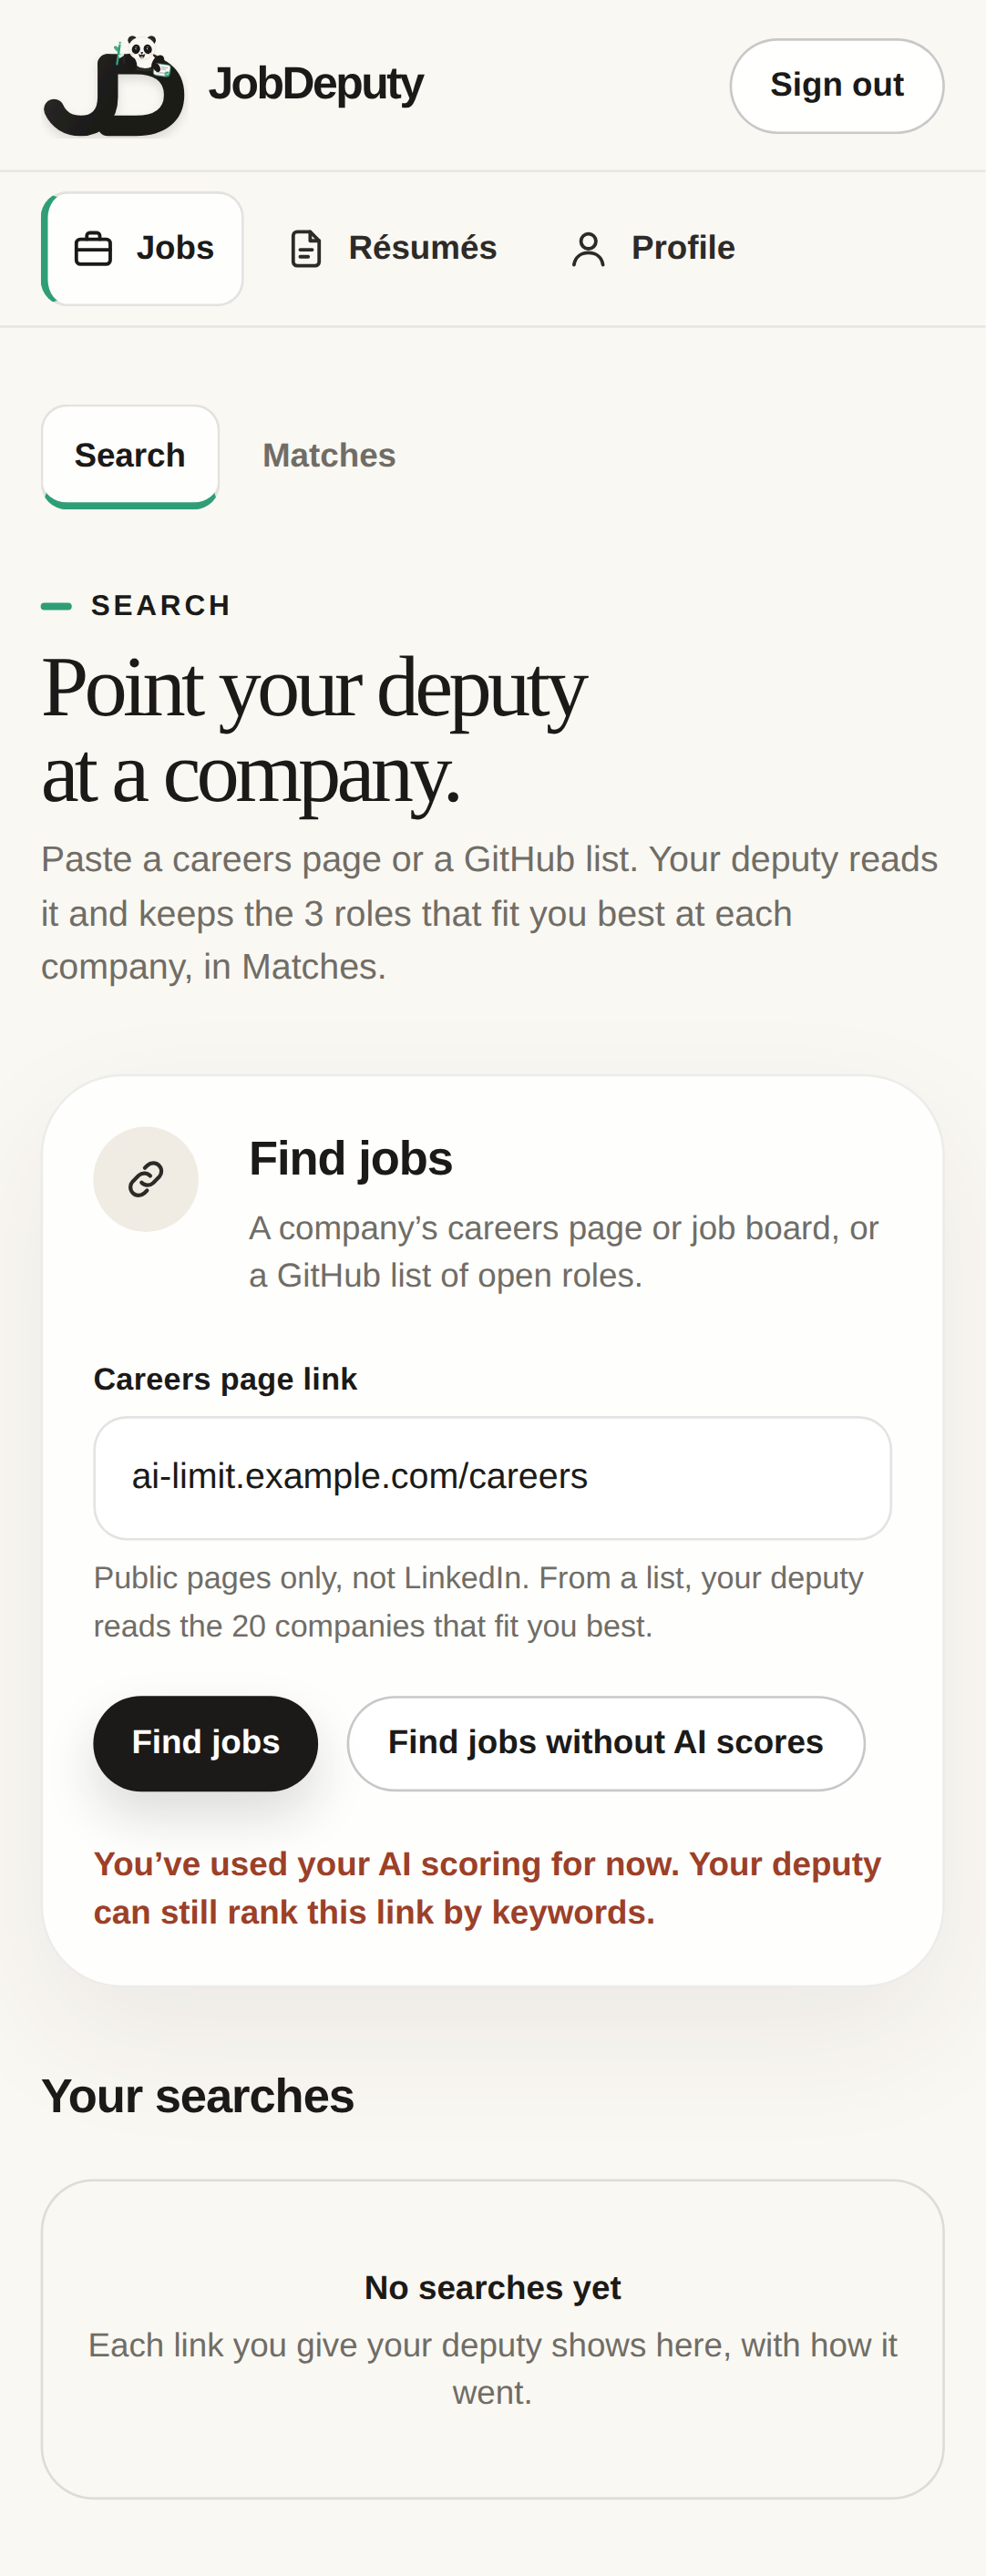 JobDeputy
Sign out
Jobs
Résumés
Profile
Search
Matches
SEARCH
Point your deputy
at a company.
Paste a careers page or a GitHub list. Your deputy reads
it and keeps the 3 roles that fit you best at each
company, in Matches.
Find jobs
A company’s careers page or job board, or
a GitHub list of open roles.
Careers page link
ai-limit.example.com/careers
Public pages only, not LinkedIn. From a list, your deputy
reads the 20 companies that fit you best.
Find jobs
Find jobs without AI scores
You’ve used your AI scoring for now. Your deputy
can still rank this link by keywords.
Your searches
No searches yet
Each link you give your deputy shows here, with how it
went.